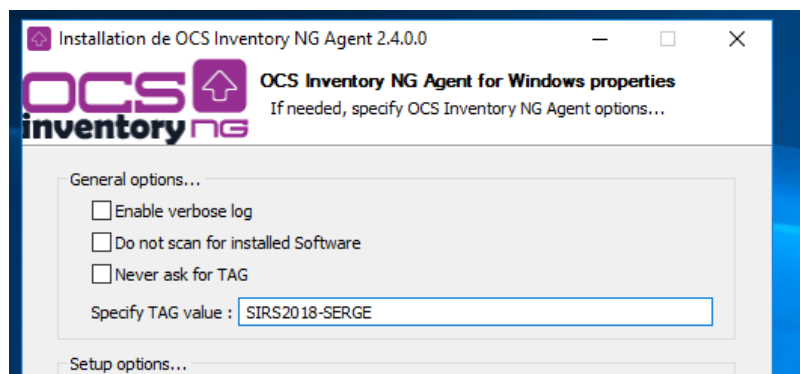 Installation de OCS Inventory NG Agent 2.4.0.0
OCS inventory NG
OCS Inventory NG Agent for Windows properties
If needed, specify OCS Inventory NG Agent options...
General options...
Enable verbose log
Do not scan for installed Software
Never ask for TAG
Specify TAG value : SIRS2018-SERGE
Setup options...